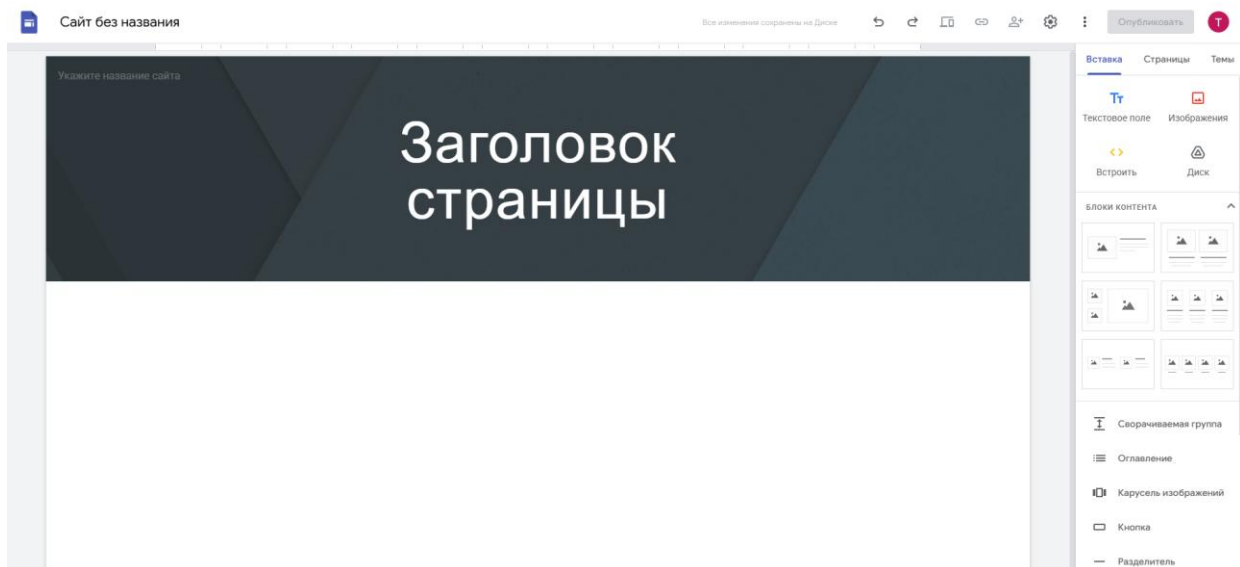 Сайт без названия
Все изменения сохранены на Диске
Опубликовать
T
Укажите название сайта
Заголовок
страницы
Вставка Страницы Темы
Tт
Текстовое поле Изображения
Встроить Диск
БЛОКИ КОНТЕНТА
Сворачиваемая группа
Оглавление
Карусель изображений
Кнопка
Разделитель